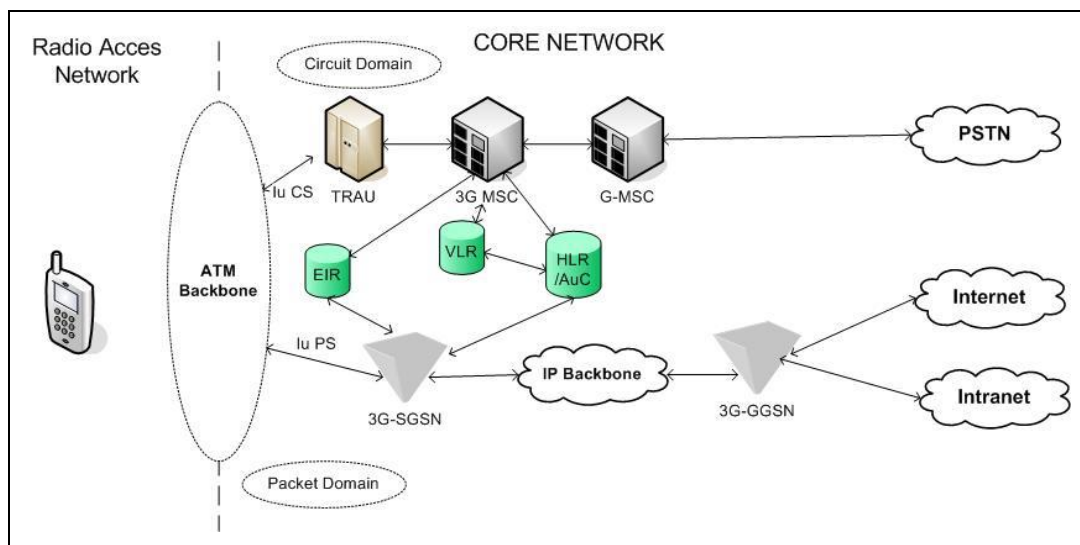 Radio Acces
Network
CORE NETWORK
Circuit Domain
PSTN
Iu CS
TRAU
3G MSC
G-MSC
VLR
EIR
HLR
/AuC
ATM
Backbone
Internet
Iu PS
IP Backbone
Intranet
3G-SGSN
3G-GGSN
Packet Domain